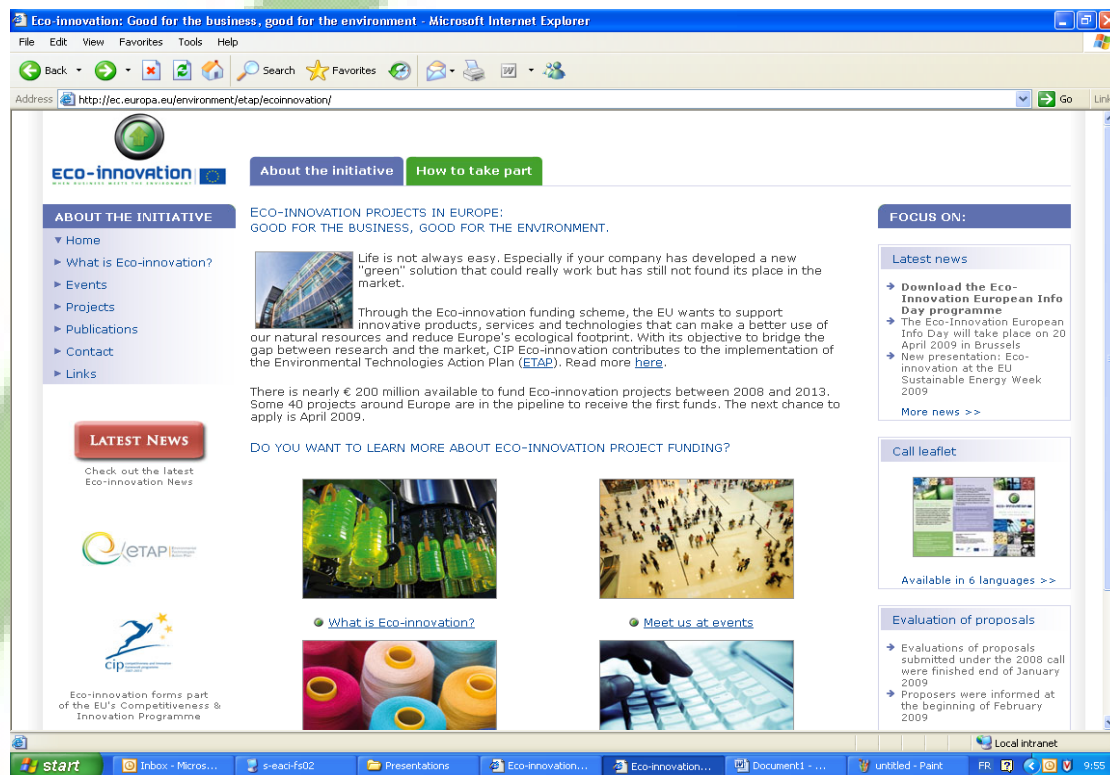 Eco-innovation: Good for the business, good for the environment - Microsoft Internet Explorer
File Edit View Favorites Tools Help
Back Search Favorites
Address http://ec.europa.eu/environment/etap/ecoinnovation/ Go Link
eco-innovation
WHEN BUSINESS MEETS THE ENVIRONMENT
About the initiative How to take part
ABOUT THE INITIATIVE
Home
What is Eco-innovation?
Events
Projects
Publications
Contact
Links
LATEST NEWS
Check out the latest
Eco-innovation News
eTAP
cip
Eco-innovation forms part
of the EU's Competitiveness &
Innovation Programme
ECO-INNOVATION PROJECTS IN EUROPE:
GOOD FOR THE BUSINESS, GOOD FOR THE ENVIRONMENT.
Life is not always easy. Especially if your company has developed a new
"green" solution that could really work but has still not found its place in the
market.
Through the Eco-innovation funding scheme, the EU wants to support
innovative products, services and technologies that can make a better use of
our natural resources and reduce Europe's ecological footprint. With its objective to bridge the
gap between research and the market, CIP Eco-innovation contributes to the implementation of
the Environmental Technologies Action Plan (ETAP). Read more here.
There is nearly € 200 million available to fund Eco-innovation projects between 2008 and 2013.
Some 40 projects around Europe are in the pipeline to receive the first funds. The next chance to
apply is April 2009.
DO YOU WANT TO LEARN MORE ABOUT ECO-INNOVATION PROJECT FUNDING?
What is Eco-innovation?
Meet us at events
FOCUS ON:
Latest news
Download the Eco-
Innovation European Info
Day programme
The Eco-Innovation European
Info Day will take place on 20
April 2009 in Brussels
New presentation: Eco-
innovation at the EU
Sustainable Energy Week
2009
More news >>
Call leaflet
Available in 6 languages >>
Evaluation of proposals
Evaluations of proposals
submitted under the 2008 call
were finished end of January
2009
Proposers were informed at
the beginning of February
2009
Local intranet
start Inbox - Micros... s-eaci-fs02 Presentations Eco-innovation... Eco-innovation... Document1 - ... untitled - Paint FR 9:55